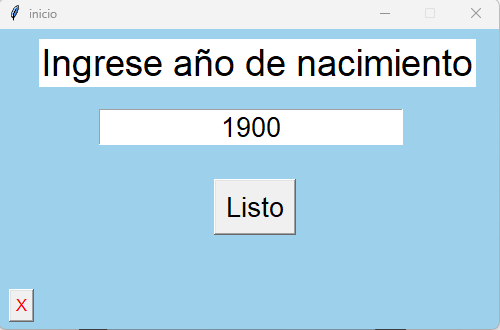 inicio
Ingrese año de nacimiento
1900
Listo
X